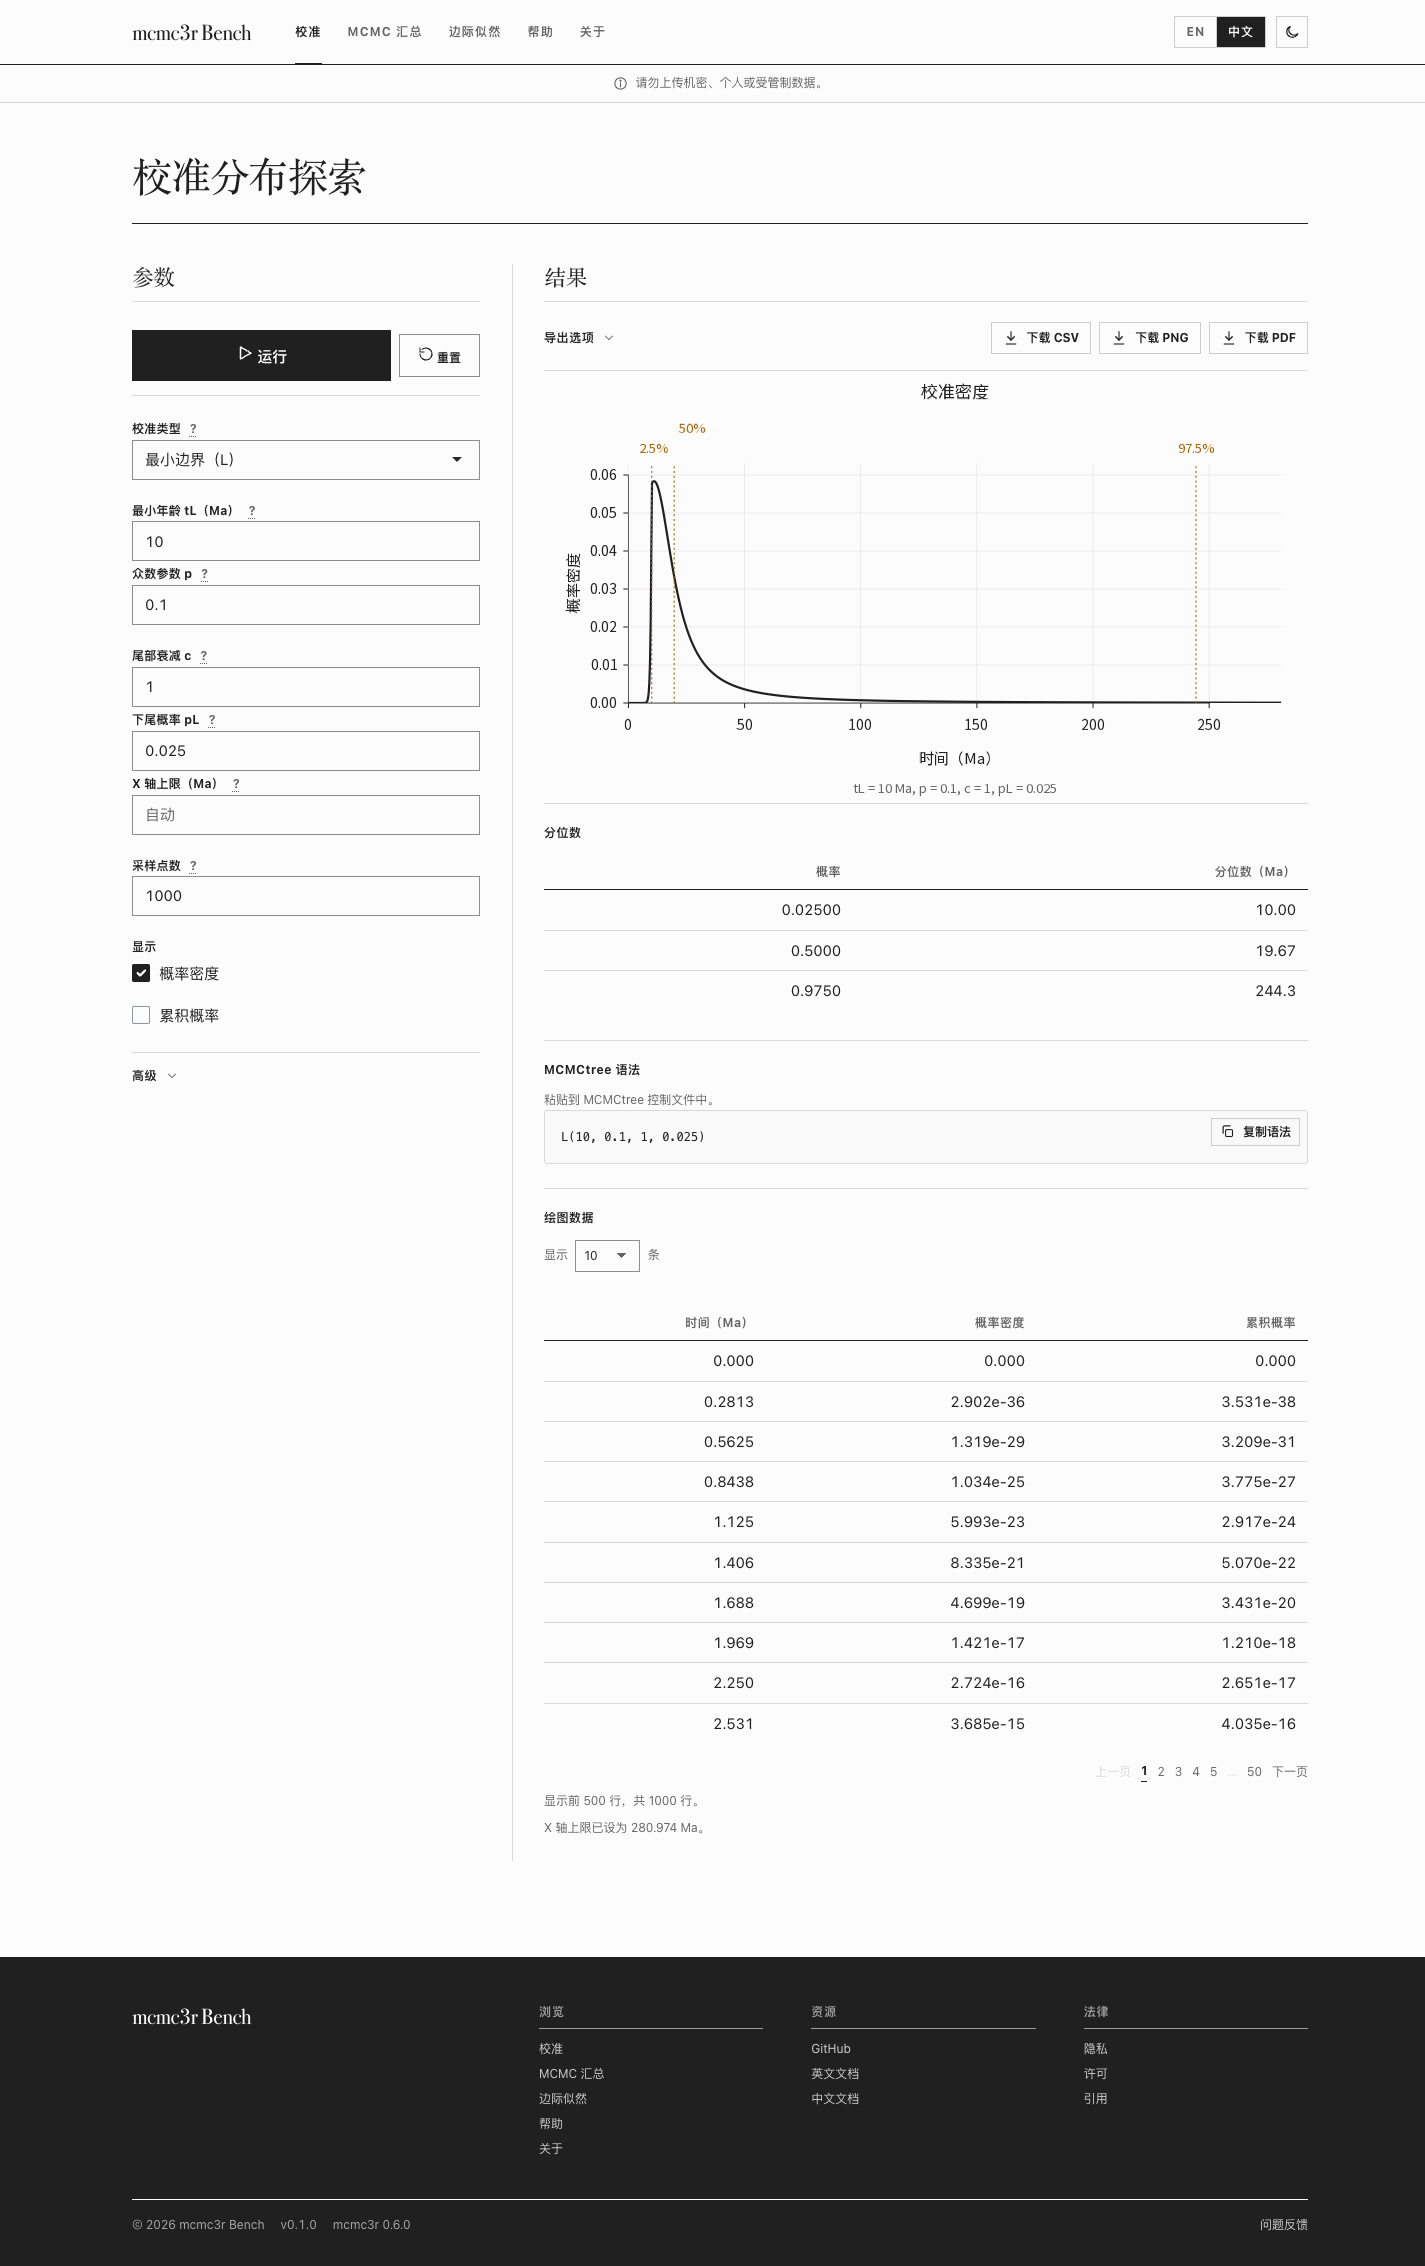 mcmc3r Bench 校准 MCMC 汇总 边际似然 帮助 关于 EN 中文
请勿上传机密、个人或受管制数据。
校准分布探索
参数
运行 重置
校准类型 ?
最小边界（L）
最小年龄 tL（Ma） ?
10
众数参数 p ?
0.1
尾部衰减 c ?
1
下尾概率 pL ?
0.025
X 轴上限（Ma） ?
自动
采样点数 ?
1000
显示
概率密度
累积概率
高级
结果
导出选项 下载 CSV 下载 PNG 下载 PDF
校准密度
50%
2.5% 97.5%
0.06
0.05
0.04
0.03
0.02
0.01
0.00
概率密度
0 50 100 150 200 250
时间（Ma）
tL = 10 Ma, p = 0.1, c = 1, pL = 0.025
分位数
概率 分位数（Ma）
0.02500 10.00
0.5000 19.67
0.9750 244.3
MCMCtree 语法
粘贴到 MCMCtree 控制文件中。
L(10, 0.1, 1, 0.025) 复制语法
绘图数据
显示 10 条
时间（Ma） 概率密度 累积概率
0.000 0.000 0.000
0.2813 2.902e-36 3.531e-38
0.5625 1.319e-29 3.209e-31
0.8438 1.034e-25 3.775e-27
1.125 5.993e-23 2.917e-24
1.406 8.335e-21 5.070e-22
1.688 4.699e-19 3.431e-20
1.969 1.421e-17 1.210e-18
2.250 2.724e-16 2.651e-17
2.531 3.685e-15 4.035e-16
上一页 1 2 3 4 5 … 50 下一页
显示前 500 行，共 1000 行。
X 轴上限已设为 280.974 Ma。
mcmc3r Bench
浏览
校准
MCMC 汇总
边际似然
帮助
关于
资源
GitHub
英文文档
中文文档
法律
隐私
许可
引用
© 2026 mcmc3r Bench v0.1.0 mcmc3r 0.6.0 问题反馈